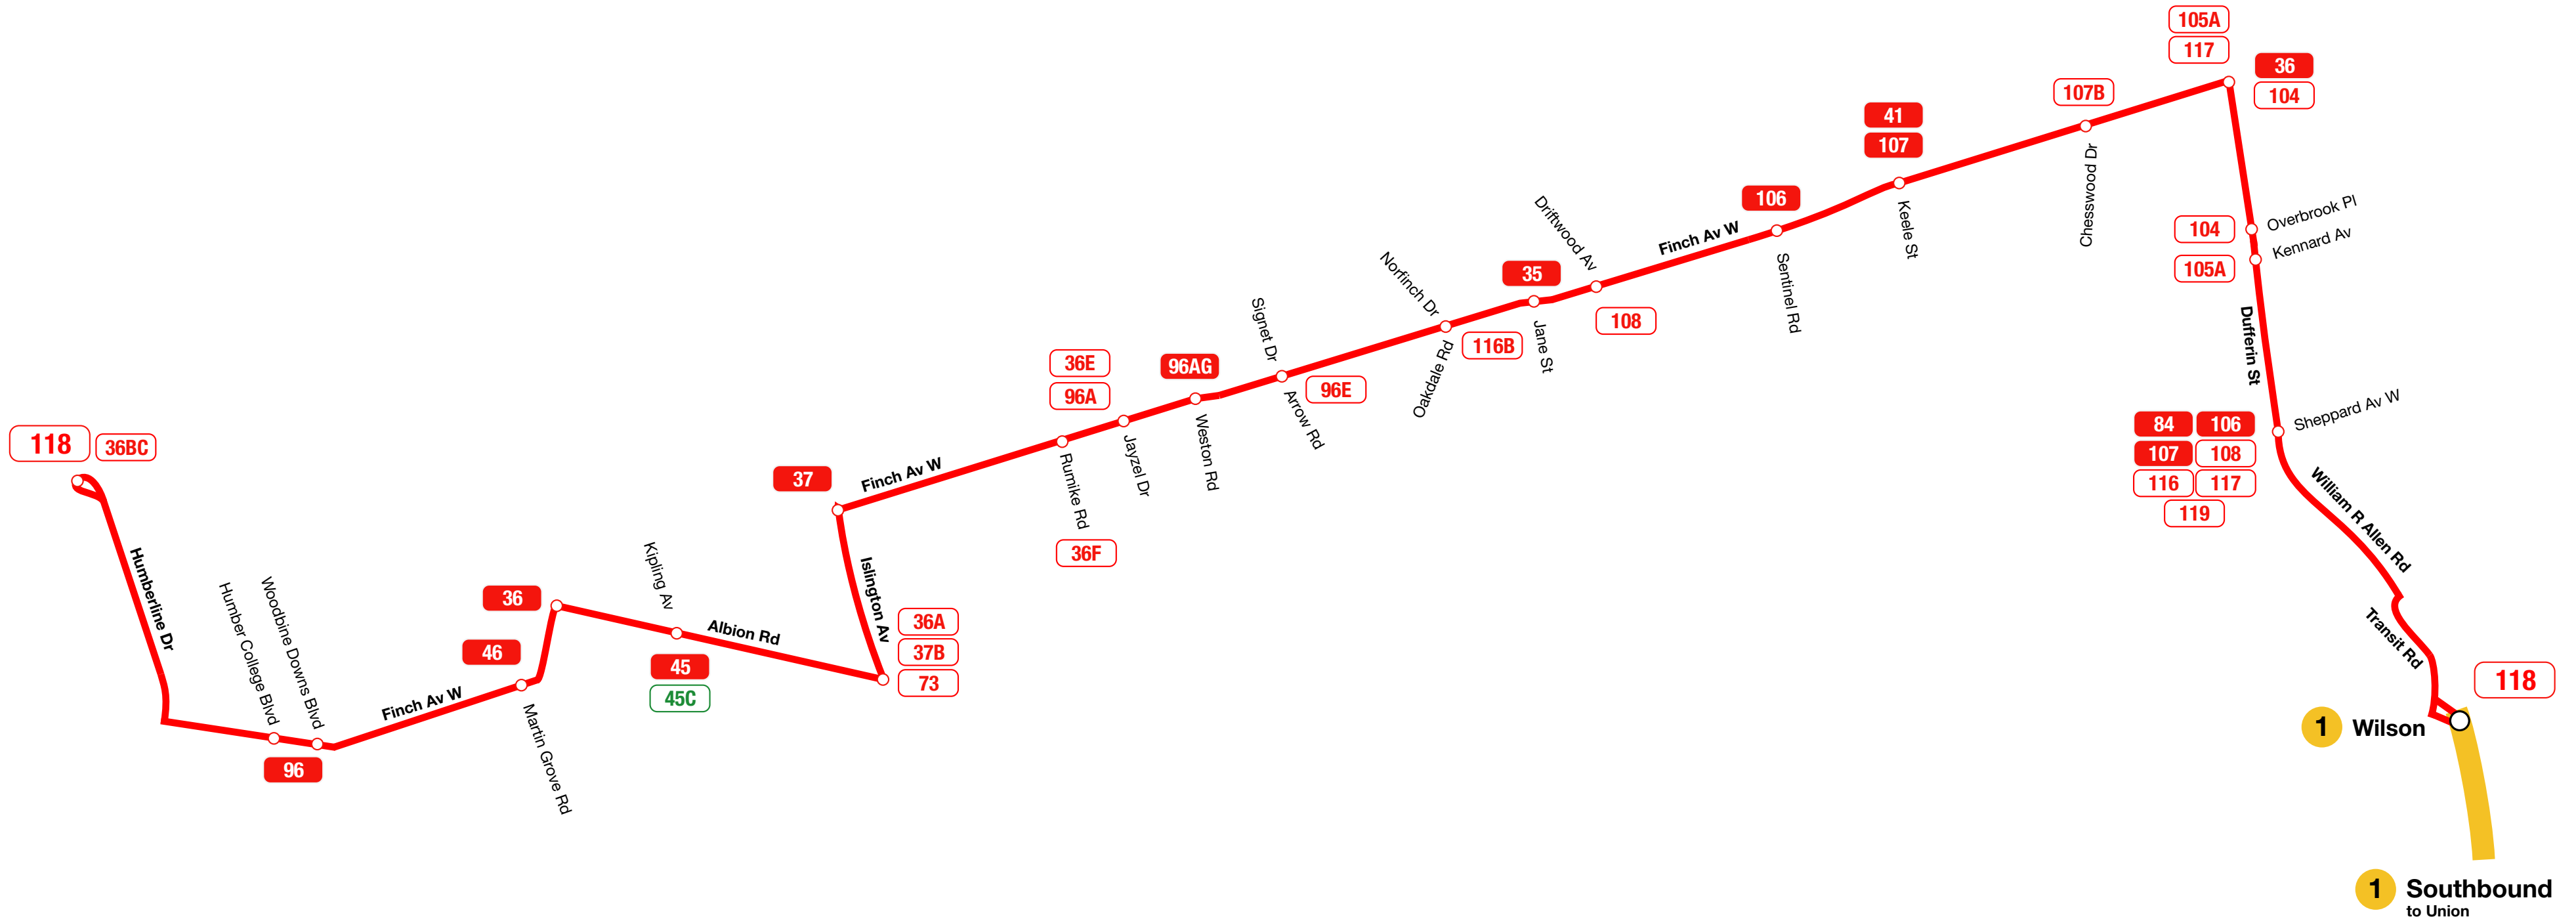 118
36BC
Humberline Dr
Humber College Blvd
Woodbine Downs Blvd
96
Finch Av W
46
Martin Grove Rd
36
Kipling Av
45
45C
Albion Rd
36A
37B
73
Islington Av
37
Finch Av W
36E
96A
Rumike Rd
36F
Jayzel Dr
96AG
Weston Rd
Signet Dr
Arrow Rd
96E
Norfinch Dr
Oakdale Rd
116B
35
Jane St
Driftwood Av
108
Finch Av W
106
Sentinel Rd
41
107
Keele St
107B
Chesswood Dr
105A
117
36
104
104
Overbrook Pl
105A
Kennard Av
Dufferin St
Sheppard Av W
84
106
107
108
116
117
119
William R Allen Rd
Transit Rd
118
1 Wilson
1 Southbound
to Union